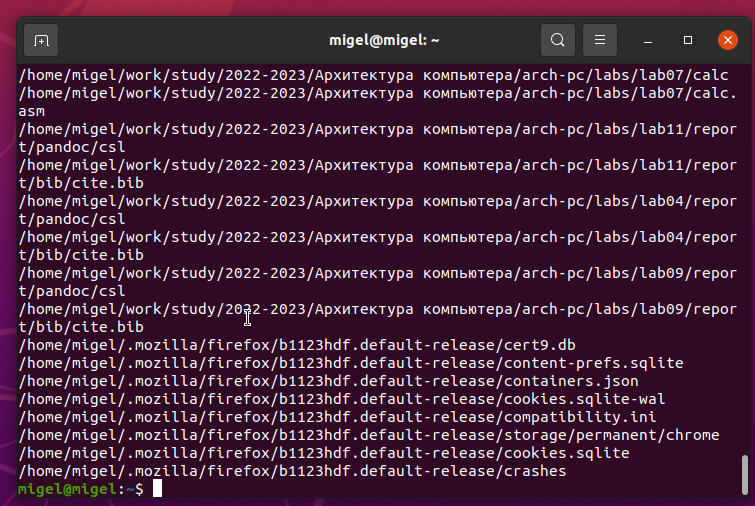 migel@migel: ~
/home/migel/work/study/2022-2023/Архитектура компьютера/arch-pc/labs/lab07/calc
/home/migel/work/study/2022-2023/Архитектура компьютера/arch-pc/labs/lab07/calc.
asm
/home/migel/work/study/2022-2023/Архитектура компьютера/arch-pc/labs/lab11/repor
t/pandoc/csl
/home/migel/work/study/2022-2023/Архитектура компьютера/arch-pc/labs/lab11/repor
t/bib/cite.bib
/home/migel/work/study/2022-2023/Архитектура компьютера/arch-pc/labs/lab04/repor
t/pandoc/csl
/home/migel/work/study/2022-2023/Архитектура компьютера/arch-pc/labs/lab04/repor
t/bib/cite.bib
/home/migel/work/study/2022-2023/Архитектура компьютера/arch-pc/labs/lab09/repor
t/pandoc/csl
/home/migel/work/study/2022-2023/Архитектура компьютера/arch-pc/labs/lab09/repor
t/bib/cite.bib
/home/migel/.mozilla/firefox/b1123hdf.default-release/cert9.db
/home/migel/.mozilla/firefox/b1123hdf.default-release/content-prefs.sqlite
/home/migel/.mozilla/firefox/b1123hdf.default-release/containers.json
/home/migel/.mozilla/firefox/b1123hdf.default-release/cookies.sqlite-wal
/home/migel/.mozilla/firefox/b1123hdf.default-release/compatibility.ini
/home/migel/.mozilla/firefox/b1123hdf.default-release/storage/permanent/chrome
/home/migel/.mozilla/firefox/b1123hdf.default-release/cookies.sqlite
/home/migel/.mozilla/firefox/b1123hdf.default-release/crashes
migel@migel:~$